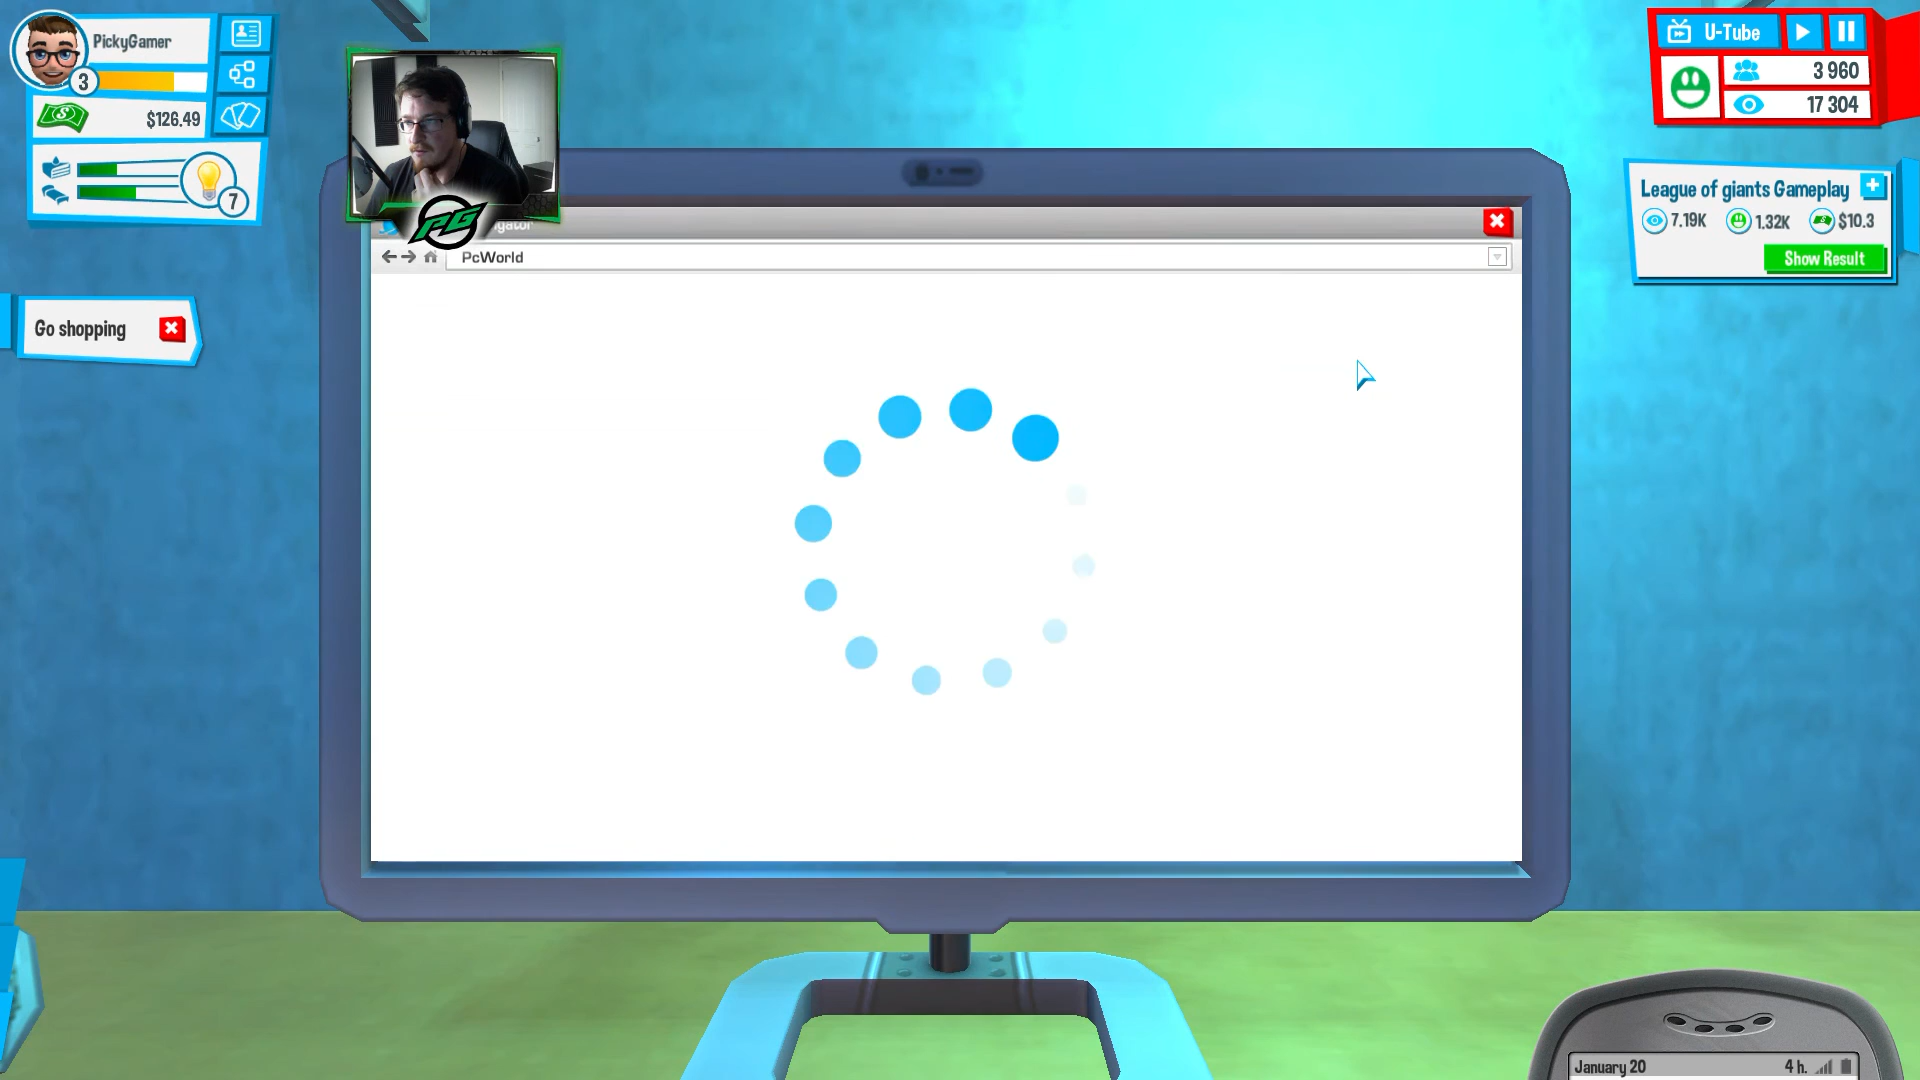 PickyGamer
3
$126.49
7
Go shopping
PG
PcWorld
U-Tube
3 960
17 304
League of giants Gameplay
7.19K
1.32K
$10.3
Show Result
January 20
4 h.